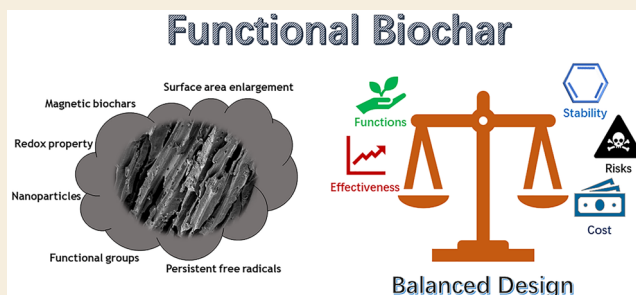 Functional Biochar
Surface area enlargement
Magnetic biochars
Redox property
Nanoparticles
Functional groups
Persistent free radicals
Functions
Effectiveness
Stability
Risks
Cost
Balanced Design